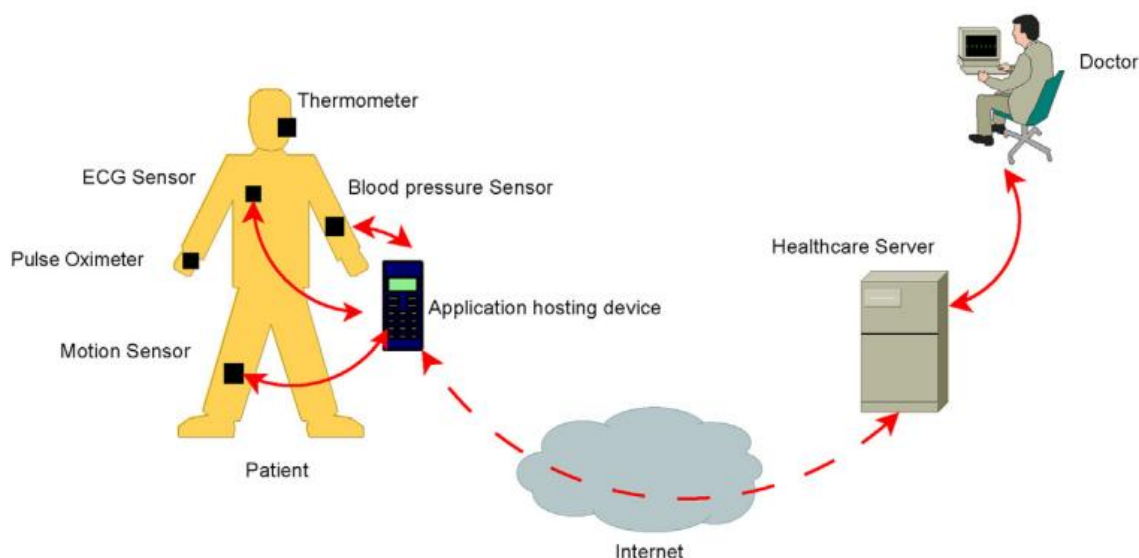 Thermometer
Doctor
ECG Sensor
Blood pressure Sensor
Pulse Oximeter
Healthcare Server
Application hosting device
Motion Sensor
Patient
Internet